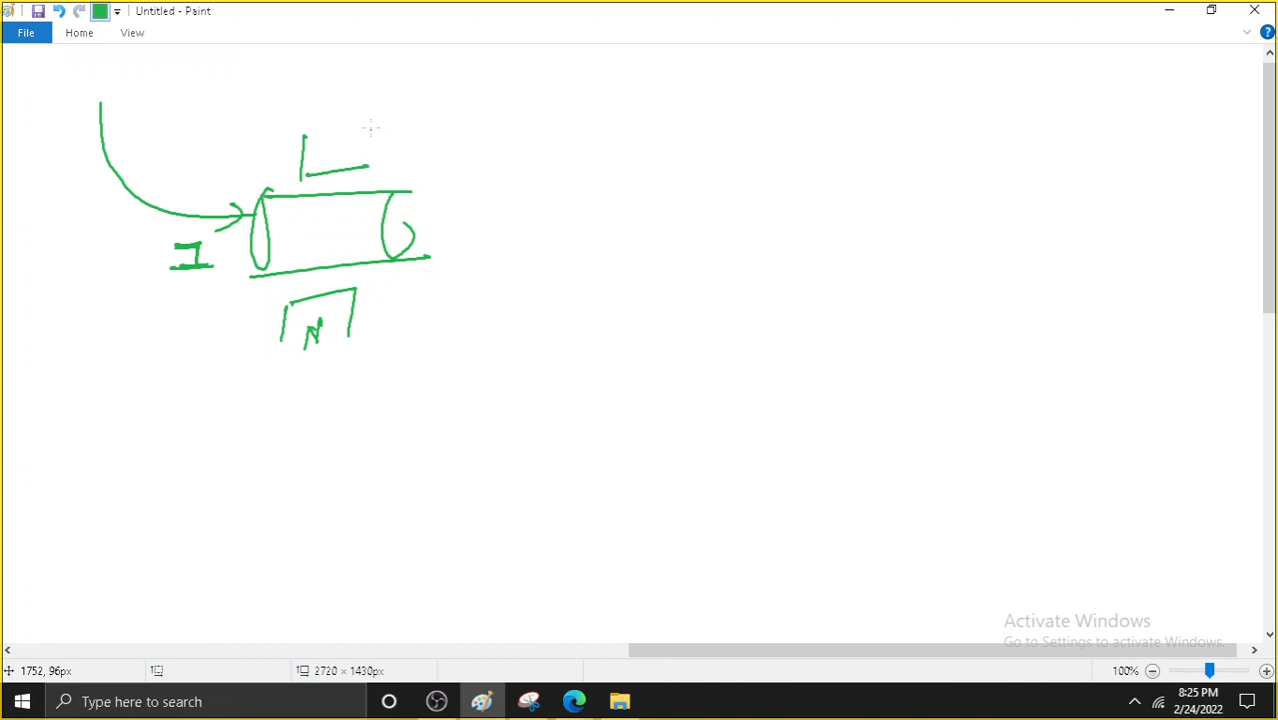 Untitled - Paint
File Home View
L
I
N
Activate Windows
Go to Settings to activate Windows.
1752, 96px
2720 × 1430px
100%
Type here to search
8:25 PM
2/24/2022